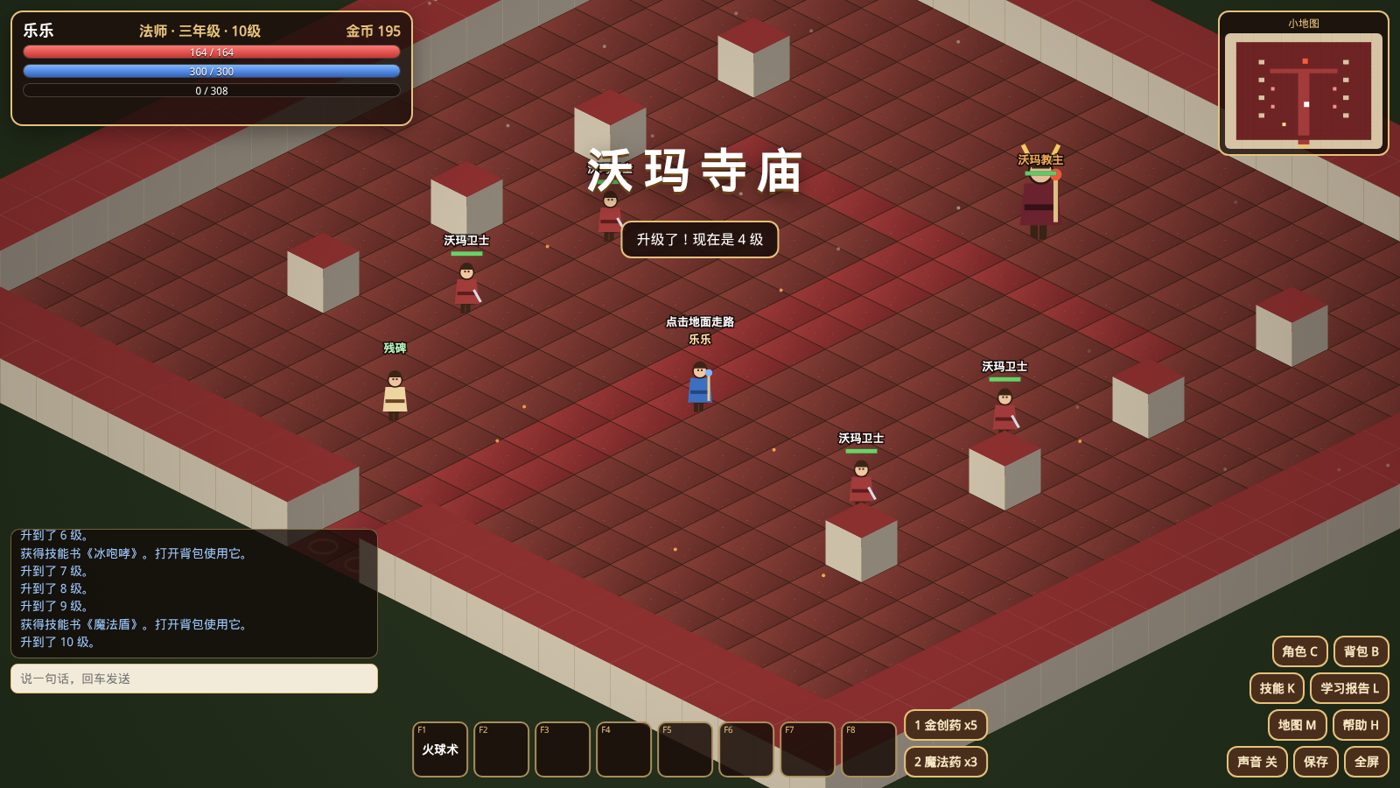 乐乐 法师 · 三年级 · 10级 金币 195
164 / 164
300 / 300
0 / 308
小地图
沃玛教主
沃玛寺庙
升级了！现在是 4 级
沃玛卫士
点击地面走路
乐乐
残碑
沃玛卫士
沃玛卫士
升到了 6 级。
获得技能书《冰咆哮》。打开背包使用它。
升到了 7 级。
升到了 8 级。
升到了 9 级。
获得技能书《魔法盾》。打开背包使用它。
升到了 10 级。
说一句话，回车发送
F1 F2 F3 F4 F5 F6 F7 F8
火球术
1 金创药 x5
2 魔法药 x3
角色 C 背包 B
技能 K 学习报告 L
地图 M 帮助 H
声音 关 保存 全屏